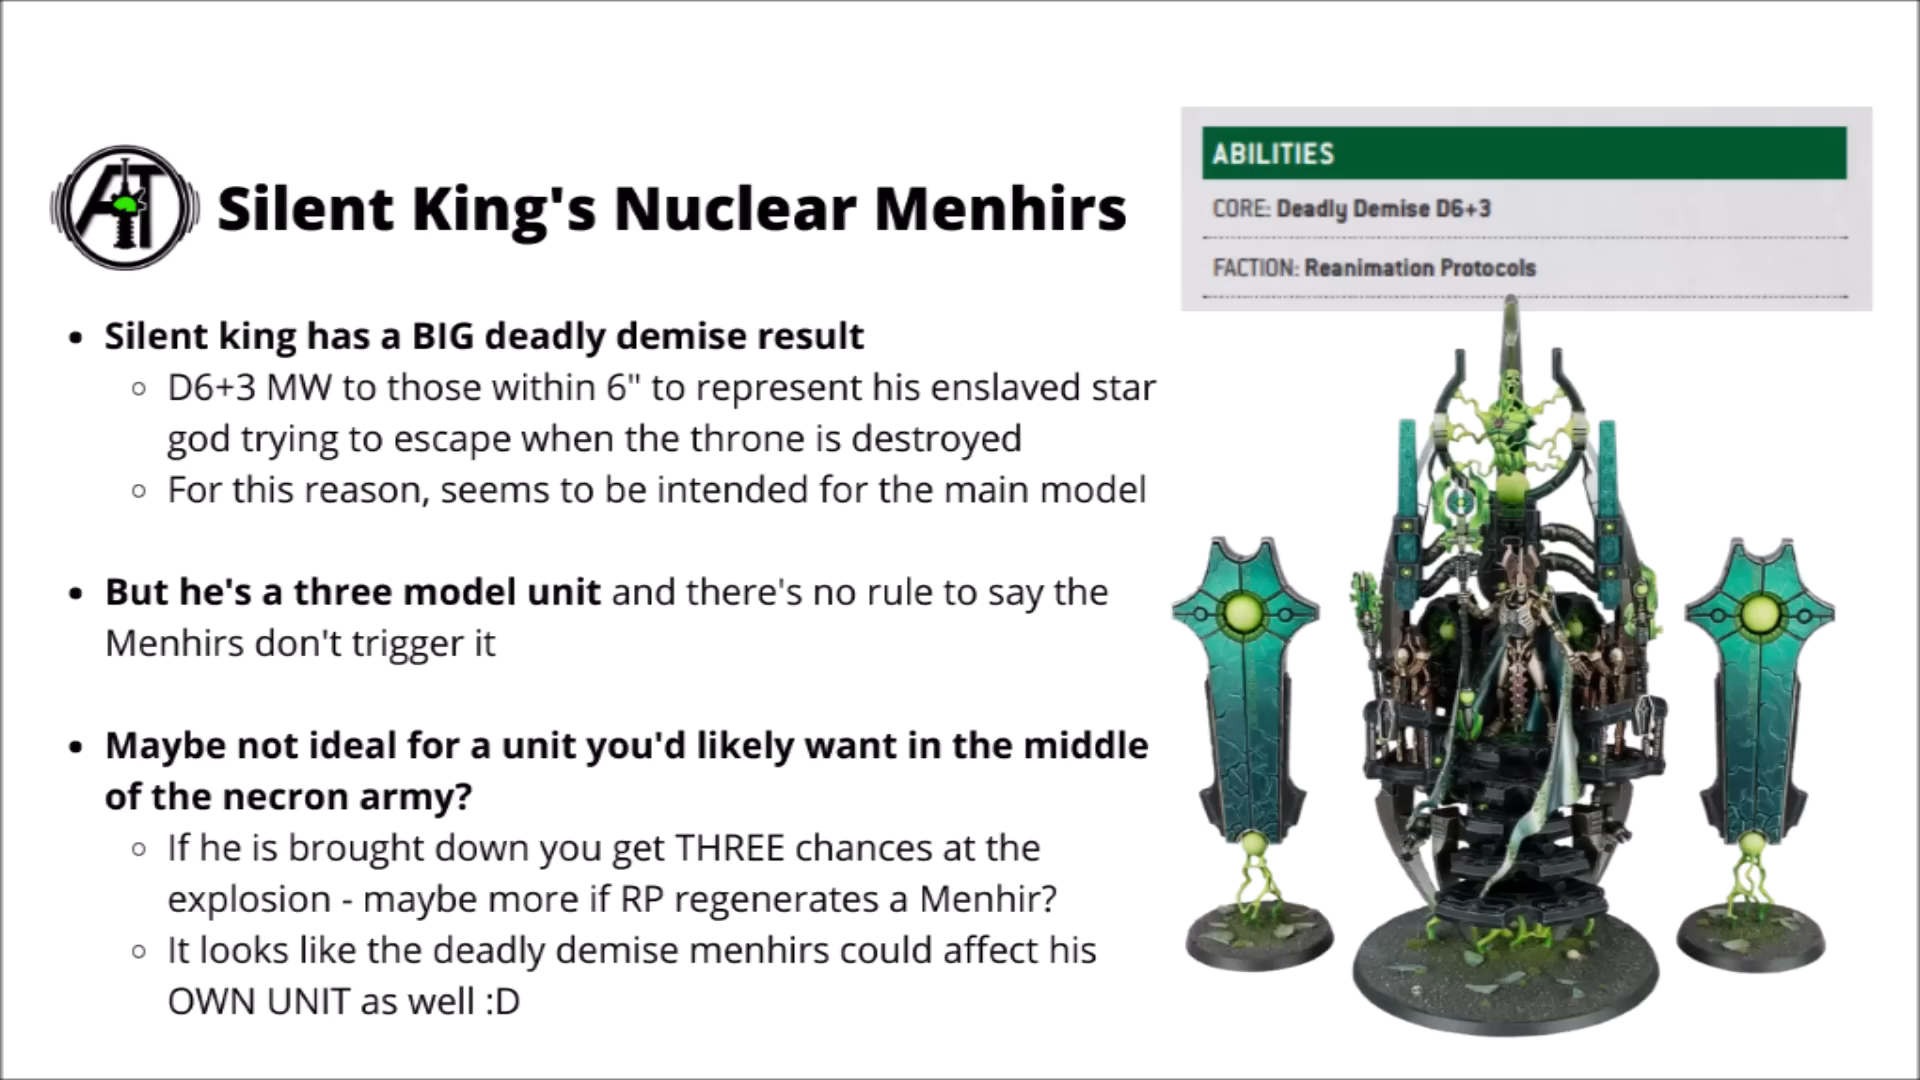 AT
Silent King's Nuclear Menhirs
ABILITIES
CORE: Deadly Demise D6+3
FACTION: Reanimation Protocols
• Silent king has a BIG deadly demise result
○ D6+3 MW to those within 6" to represent his enslaved star
god trying to escape when the throne is destroyed
○ For this reason, seems to be intended for the main model
• But he's a three model unit and there's no rule to say the
Menhirs don't trigger it
• Maybe not ideal for a unit you'd likely want in the middle
of the necron army?
○ If he is brought down you get THREE chances at the
explosion - maybe more if RP regenerates a Menhir?
○ It looks like the deadly demise menhirs could affect his
OWN UNIT as well :D